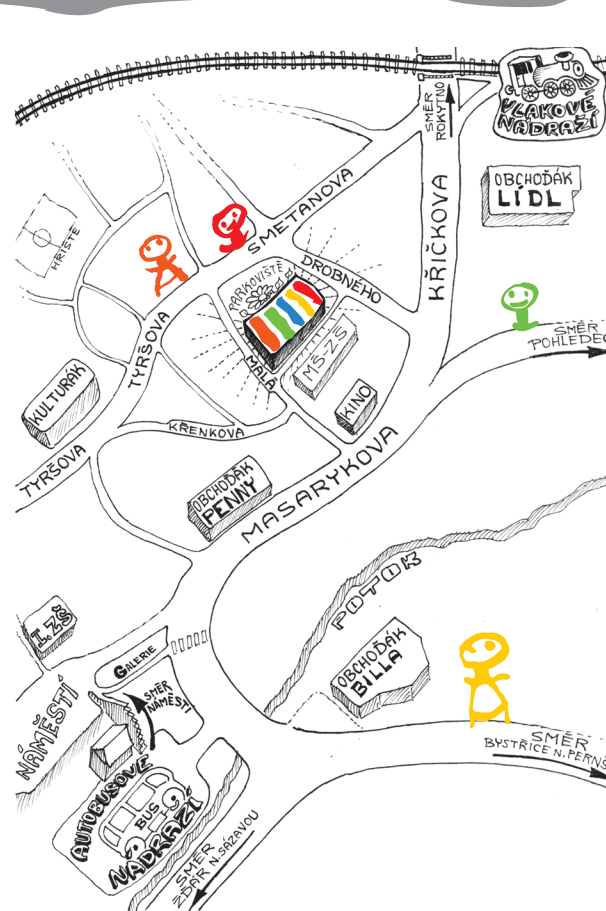 SMĚR
ROKYTNO
VLAKOVÉ
NÁDRAŽÍ
OBCHOĎÁK
LÍDL
KŘIČKOVA
SMETANOVA
HŘIŠTĚ
PARKOVIŠTĚ
DROBNÉHO
TYRŠOVA
MALÁ
MŠ ZŠ
SMĚR
POHLEDEC
KULTURÁK
KINO
KŘENKOVA
TYRŠOVA
OBCHOĎÁK
PENNY
MASARYKOVA
POTOK
I. ZŠ
GALERIE
OBCHOĎÁK
BILLA
SMĚR
NÁMĚSTÍ
NÁMĚSTÍ
SMĚR
BYSTŘICE N. PERNŠ
AUTOBUSOVÉ
BUS
NÁDRAŽÍ
SMĚR
ŽĎÁR N. SÁZAVOU